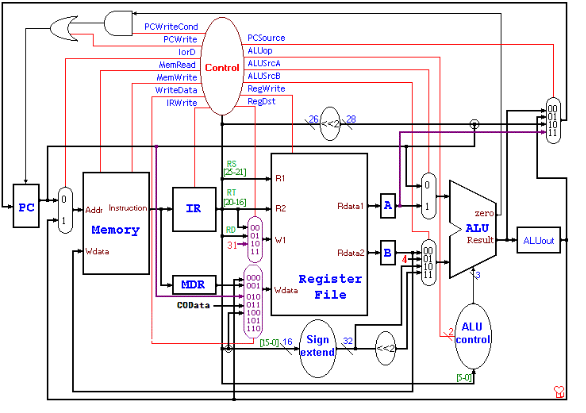 PCWriteCond
PCWrite
IorD
MemRead
MemWrite
WriteData
IRWrite
Control
PCSource
ALUop
ALUSrcA
ALUSrcB
RegWrite
RegDst
26 <<2 28
00
01
10
11
PC
0
1
Addr
Instruction
Memory
Wdata
IR
MDR
COData
RS
[25-21]
RT
[20-16]
RD
31
00
01
10
11
000
001
010
011
100
101
110
R1
R2
W1
Wdata
Rdata1
Rdata2
Register
File
A
B
4
0
1
00
01
10
11
zero
ALU
Result
ALUout
3
2
ALU
control
[5-0]
[15-0]
16
Sign
extend
32
<<2